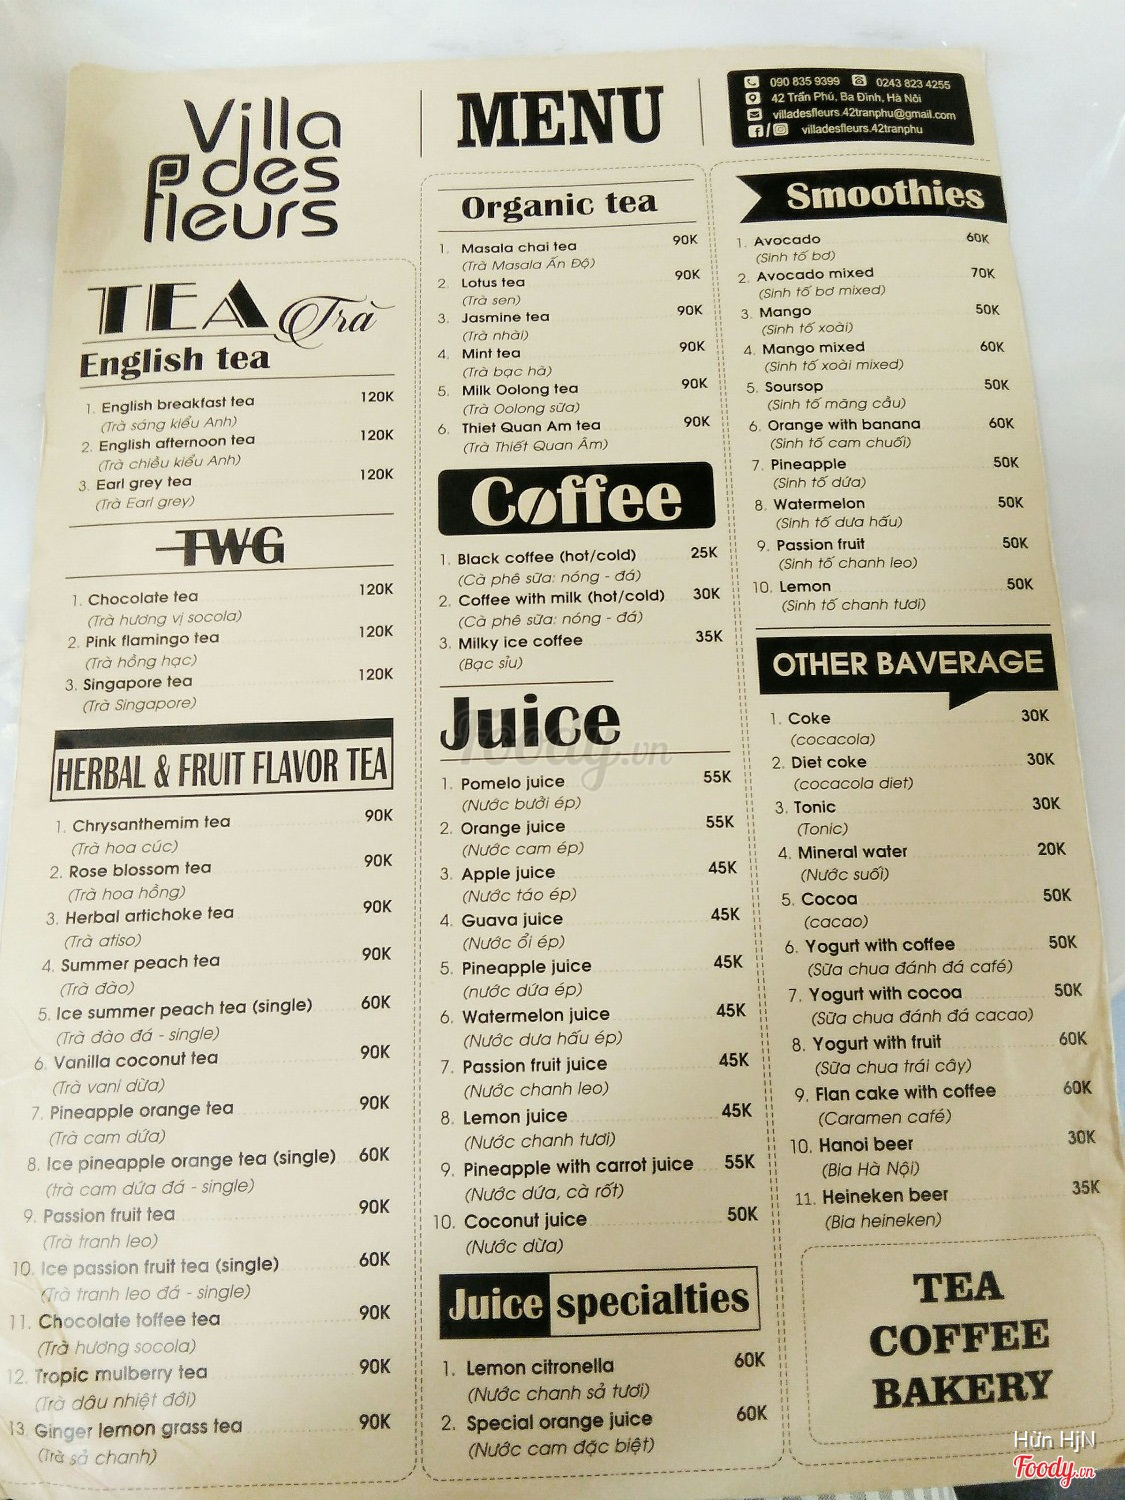 Villa
des
fleurs
MENU
090 835 9399 0243 823 4255
42 Trần Phú, Ba Đình, Hà Nôi
villadesfleurs.42tranphu@gmail.com
villadesfleurs.42tranphu
TEA Trà
English tea
1. English breakfast tea 120K
(Trà sáng kiểu Anh)
2. English afternoon tea 120K
(Trà chiều kiểu Anh)
3. Earl grey tea 120K
(Trà Earl grey)
TWG
1. Chocolate tea 120K
(Trà hương vị socola)
2. Pink flamingo tea 120K
(Trà hồng hạc)
3. Singapore tea 120K
(Trà Singapore)
HERBAL & FRUIT FLAVOR TEA
1. Chrysanthemim tea 90K
(Trà hoa cúc)
2. Rose blossom tea 90K
(Trà hoa hồng)
3. Herbal artichoke tea 90K
(Trà atiso)
4. Summer peach tea 90K
(Trà đào)
5. Ice summer peach tea (single) 60K
(Trà đào đá - single)
6. Vanilla coconut tea 90K
(Trà vani dừa)
7. Pineapple orange tea 90K
(Trà cam dứa)
8. Ice pineapple orange tea (single) 60K
(trà cam dứa đá - single)
9. Passion fruit tea 90K
(Trà tranh leo)
10. Ice passion fruit tea (single) 60K
(Trà tranh leo đá - single)
11. Chocolate toffee tea 90K
(Trà hương socola)
12. Tropic mulberry tea 90K
(Trà dâu nhiệt đới)
13. Ginger lemon grass tea 90K
(Trà sả chanh)
Organic tea
1. Masala chai tea 90K
(Trà Masala Ấn Độ)
2. Lotus tea 90K
(Trà sen)
3. Jasmine tea 90K
(Trà nhài)
4. Mint tea 90K
(Trà bạc hà)
5. Milk Oolong tea 90K
(Trà Oolong sữa)
6. Thiet Quan Am tea 90K
(Trà Thiết Quan Âm)
Coffee
1. Black coffee (hot/cold) 25K
(Cà phê sữa: nóng - đá)
2. Coffee with milk (hot/cold) 30K
(Cà phê sữa: nóng - đá)
3. Milky ice coffee 35K
(Bạc sỉu)
Juice
1. Pomelo juice 55K
(Nước bưởi ép)
2. Orange juice 55K
(Nước cam ép)
3. Apple juice 45K
(Nước táo ép)
4. Guava juice 45K
(Nước ổi ép)
5. Pineapple juice 45K
(nước dứa ép)
6. Watermelon juice 45K
(Nước dưa hấu ép)
7. Passion fruit juice 45K
(Nước chanh leo)
8. Lemon juice 45K
(Nước chanh tươi)
9. Pineapple with carrot juice 55K
(Nước dứa, cà rốt)
10. Coconut juice 50K
(Nước dừa)
Juice specialties
1. Lemon citronella 60K
(Nước chanh sả tươi)
2. Special orange juice 60K
(Nước cam đặc biệt)
Smoothies
1. Avocado 60K
(Sinh tố bơ)
2. Avocado mixed 70K
(Sinh tố bơ mixed)
3. Mango 50K
(Sinh tố xoài)
4. Mango mixed 60K
(Sinh tố xoài mixed)
5. Soursop 50K
(Sinh tố mãng cầu)
6. Orange with banana 60K
(Sinh tố cam chuối)
7. Pineapple 50K
(Sinh tố dứa)
8. Watermelon 50K
(Sinh tố dưa hấu)
9. Passion fruit 50K
(Sinh tố chanh leo)
10. Lemon 50K
(Sinh tố chanh tươi)
OTHER BAVERAGE
1. Coke 30K
(cocacola)
2. Diet coke 30K
(cocacola diet)
3. Tonic 30K
(Tonic)
4. Mineral water 20K
(Nước suối)
5. Cocoa 50K
(cacao)
6. Yogurt with coffee 50K
(Sữa chua đánh đá café)
7. Yogurt with cocoa 50K
(Sữa chua đánh đá cacao)
8. Yogurt with fruit 60K
(Sữa chua trái cây)
9. Flan cake with coffee 60K
(Caramen café)
10. Hanoi beer 30K
(Bia Hà Nội)
11. Heineken beer 35K
(Bia heineken)
TEA
COFFEE
BAKERY
Foody.vn
Hừn HịN
Foody.vn